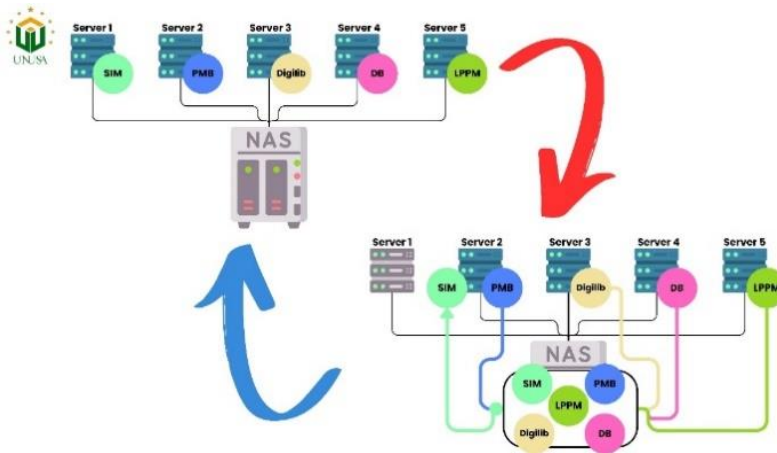 UNUSA
Server 1 Server 2 Server 3 Server 4 Server 5
SIM PMB Digilib DB LPPM
NAS
Server 1 Server 2 Server 3 Server 4 Server 5
SIM PMB Digilib DB LPPM
NAS
SIM PMB
LPPM
Digilib DB